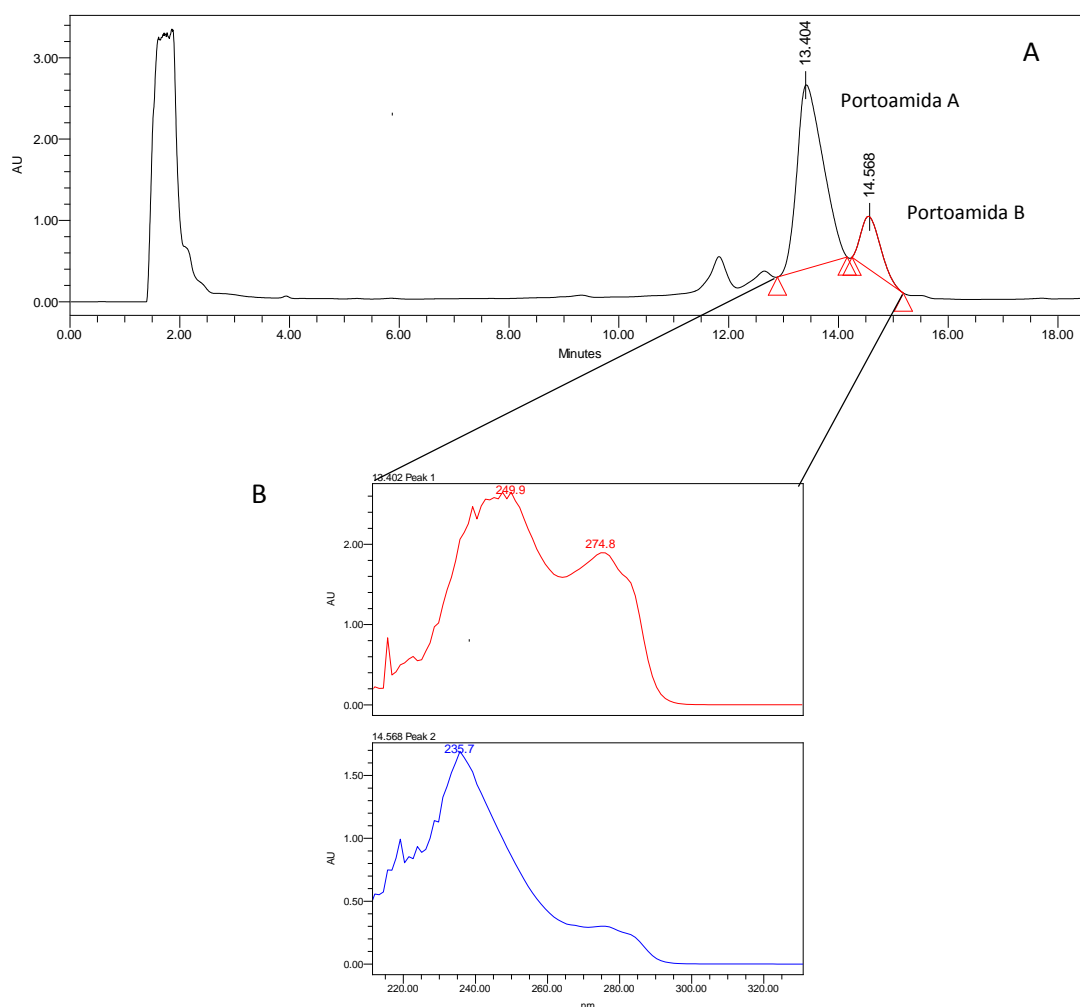 A
13.404
Portoamida A
14.568
Portoamida B
AU
3.00
2.00
1.00
0.00
0.00 2.00 4.00 6.00 8.00 10.00 12.00 14.00 16.00 18.00
Minutes
B
13.402 Peak 1
249.9
274.8
AU
2.00
1.00
0.00
14.568 Peak 2
235.7
AU
1.50
1.00
0.50
0.00
220.00 240.00 260.00 280.00 300.00 320.00
nm